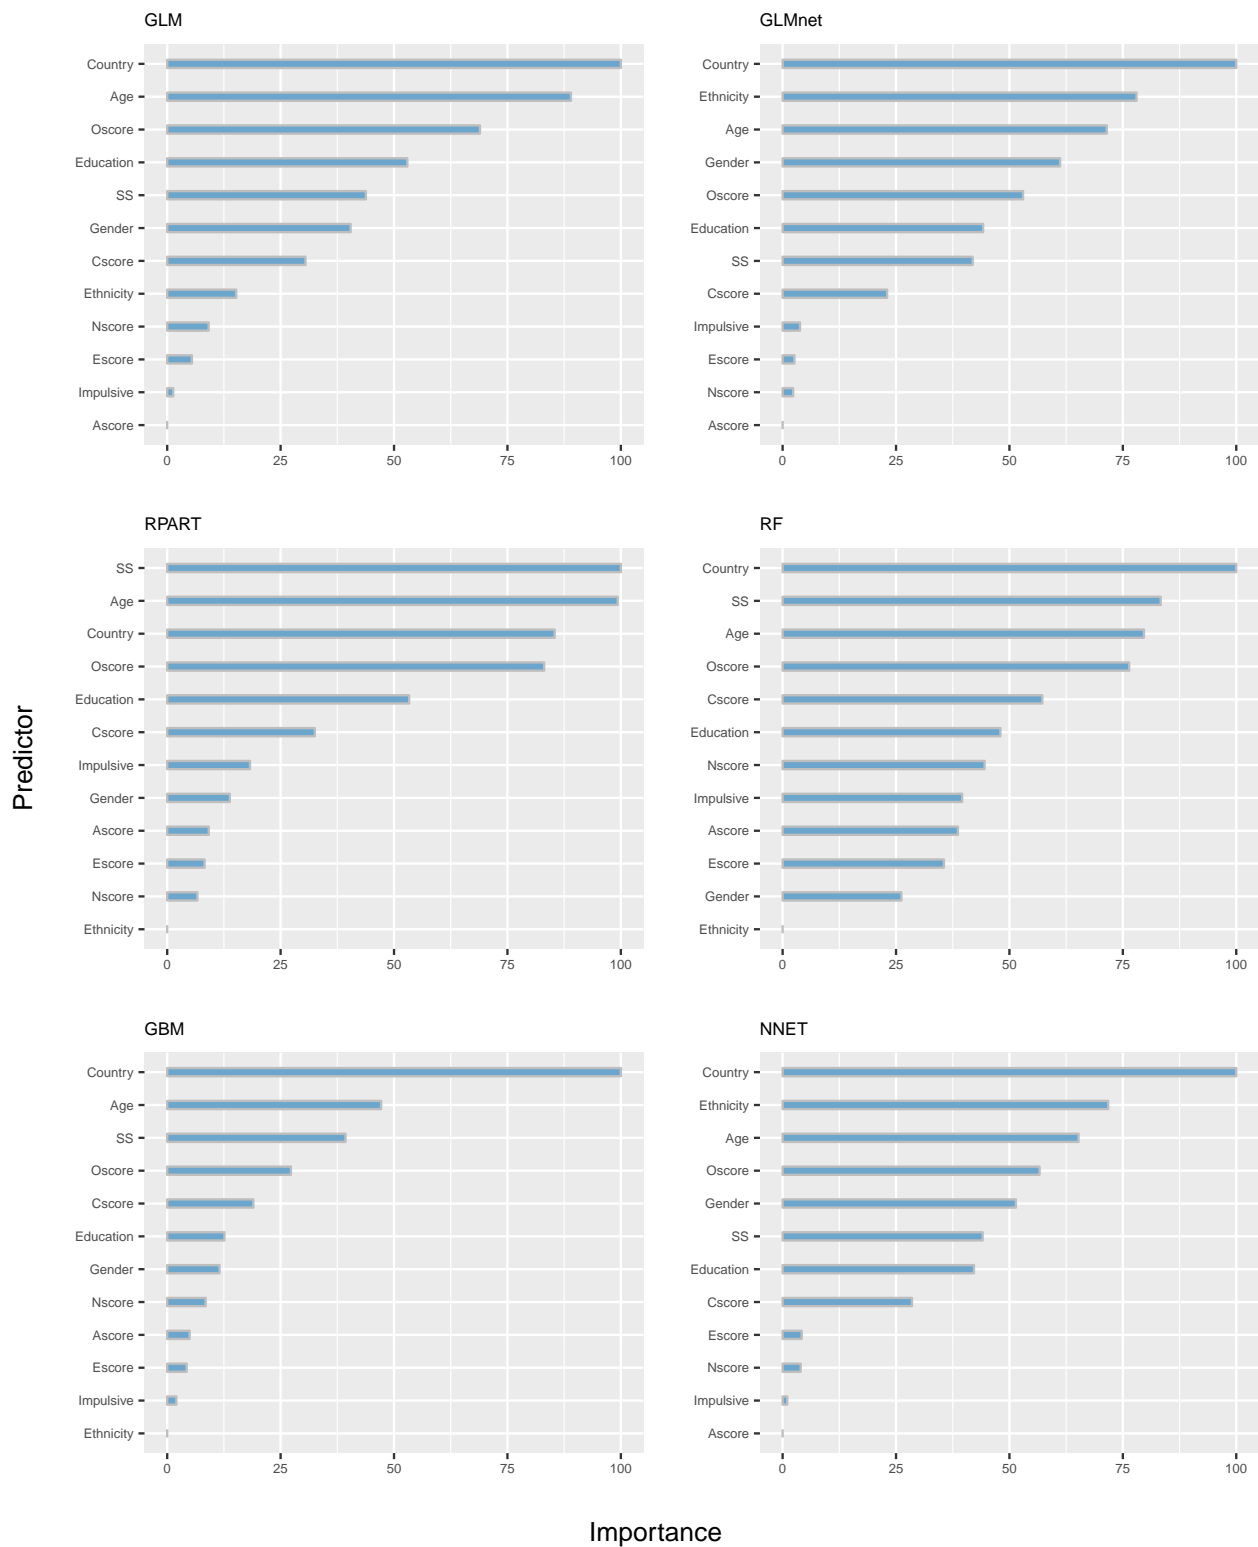 GLM
Country
Age
Oscore
Education
SS
Gender
Cscore
Ethnicity
Nscore
Escore
Impulsive
Ascore
0 25 50 75 100
GLMnet
Country
Ethnicity
Age
Gender
Oscore
Education
SS
Cscore
Impulsive
Escore
Nscore
Ascore
0 25 50 75 100
Predictor
RPART
SS
Age
Country
Oscore
Education
Cscore
Impulsive
Gender
Ascore
Escore
Nscore
Ethnicity
0 25 50 75 100
RF
Country
SS
Age
Oscore
Cscore
Education
Nscore
Impulsive
Ascore
Escore
Gender
Ethnicity
0 25 50 75 100
GBM
Country
Age
SS
Oscore
Cscore
Education
Gender
Nscore
Ascore
Escore
Impulsive
Ethnicity
0 25 50 75 100
NNET
Country
Ethnicity
Age
Oscore
Gender
SS
Education
Cscore
Escore
Nscore
Impulsive
Ascore
0 25 50 75 100
Importance